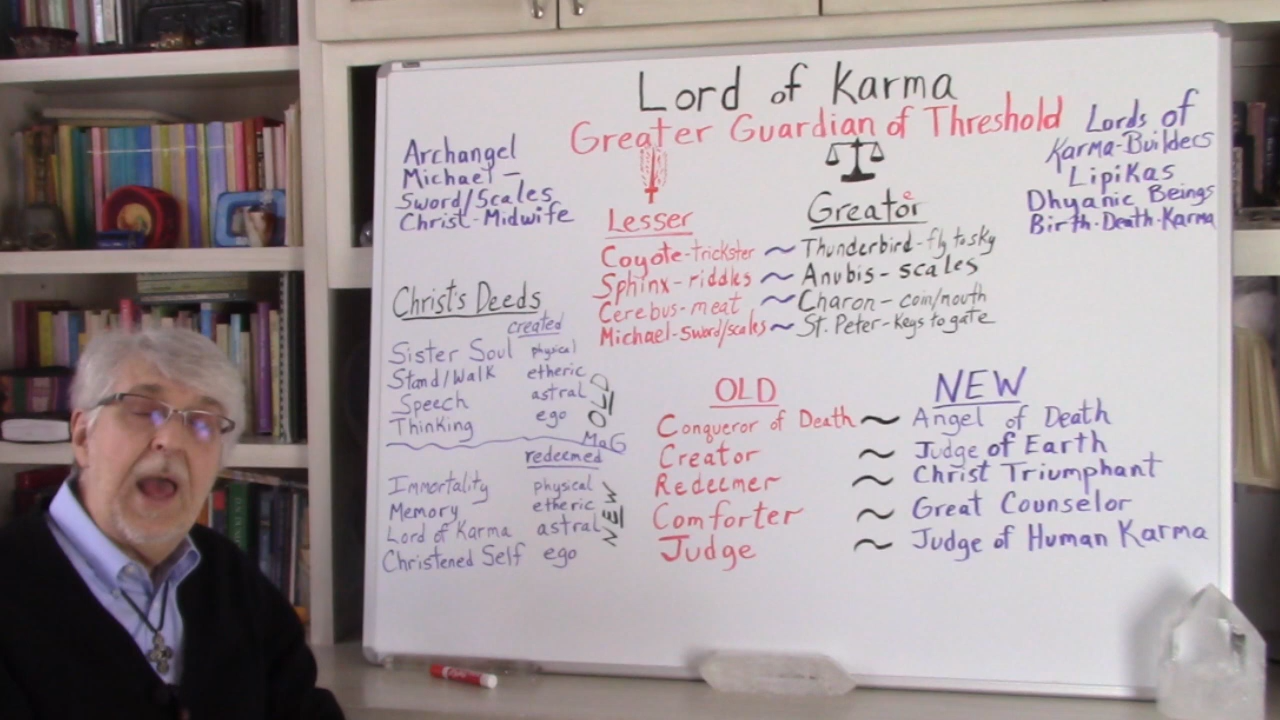 Lord of Karma
Greater Guardian of Threshold
Archangel
Michael –
Sword/Scales
Christ-Midwife
Lords of
Karma-Builders
Lipikas
Dhyanic Beings
Birth-Death-Karma
Lesser
Coyote-trickster ~
Sphinx-riddles ~
Cerebus-meat ~
Michael-Sword/scales ~
Greater
Thunderbird-fly to sky
Anubis-scales
Charon-coin/mouth
St. Peter-Keys to gate
Christ's Deeds
created
Sister Soul physical
Stand/Walk etheric
Speech astral
Thinking ego
OLD
MoG
redeemed
Immortality physical
Memory etheric
Lord of Karma astral
Christened Self ego
NEW
OLD NEW
Conqueror of Death ~ Angel of Death
Creator ~ Judge of Earth
Redeemer ~ Christ Triumphant
Comforter ~ Great Counselor
Judge ~ Judge of Human Karma